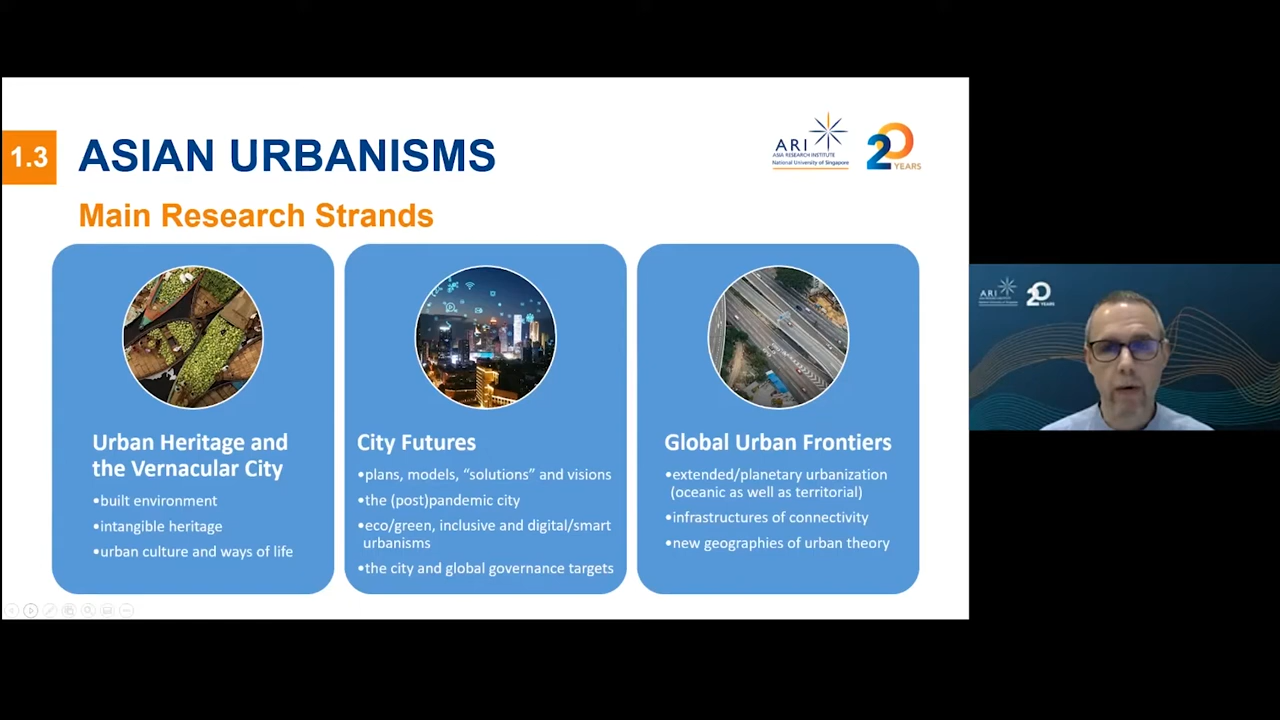 1.3
ASIAN URBANISMS
ARI
ASIA RESEARCH INSTITUTE
National University of Singapore
20
YEARS
Main Research Strands
Urban Heritage and
the Vernacular City
•built environment
•intangible heritage
•urban culture and ways of life
City Futures
•plans, models, “solutions” and visions
•the (post)pandemic city
•eco/green, inclusive and digital/smart
urbanisms
•the city and global governance targets
Global Urban Frontiers
•extended/planetary urbanization
(oceanic as well as territorial)
•infrastructures of connectivity
•new geographies of urban theory
ARI
20
YEARS